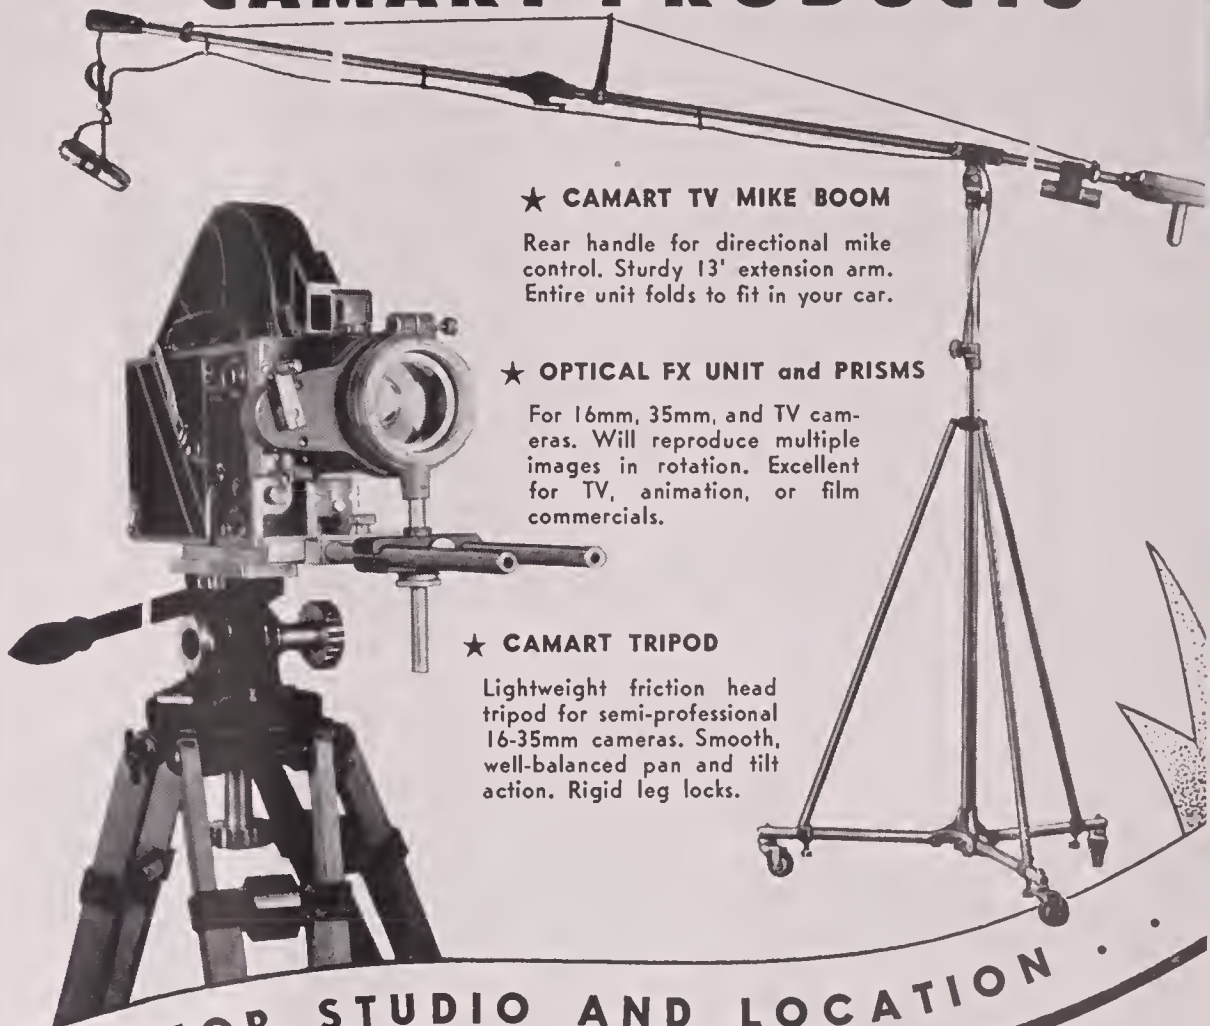 CAMART PRODUCTS
★ CAMART TV MIKE BOOM
Rear handle for directional mike
control. Sturdy 13' extension arm.
Entire unit folds to fit in your car.
★ OPTICAL FX UNIT and PRISMS
For 16mm, 35mm, and TV cam-
eras. Will reproduce multiple
images in rotation. Excellent
for TV, animation, or film
commercials.
★ CAMART TRIPOD
Lightweight friction head
tripod for semi-professional
16-35mm cameras. Smooth,
well-balanced pan and tilt
action. Rigid leg locks.
FOR STUDIO AND LOCATION . .